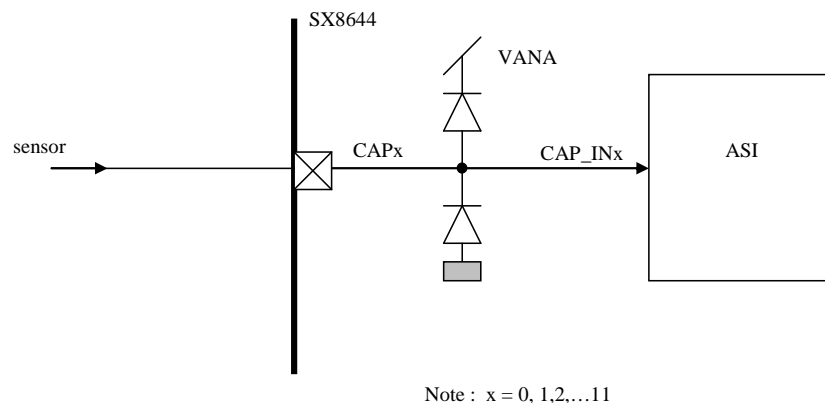 SX8644
VANA
sensor
CAPx
CAP_INx
ASI
Note : x = 0, 1,2,…11